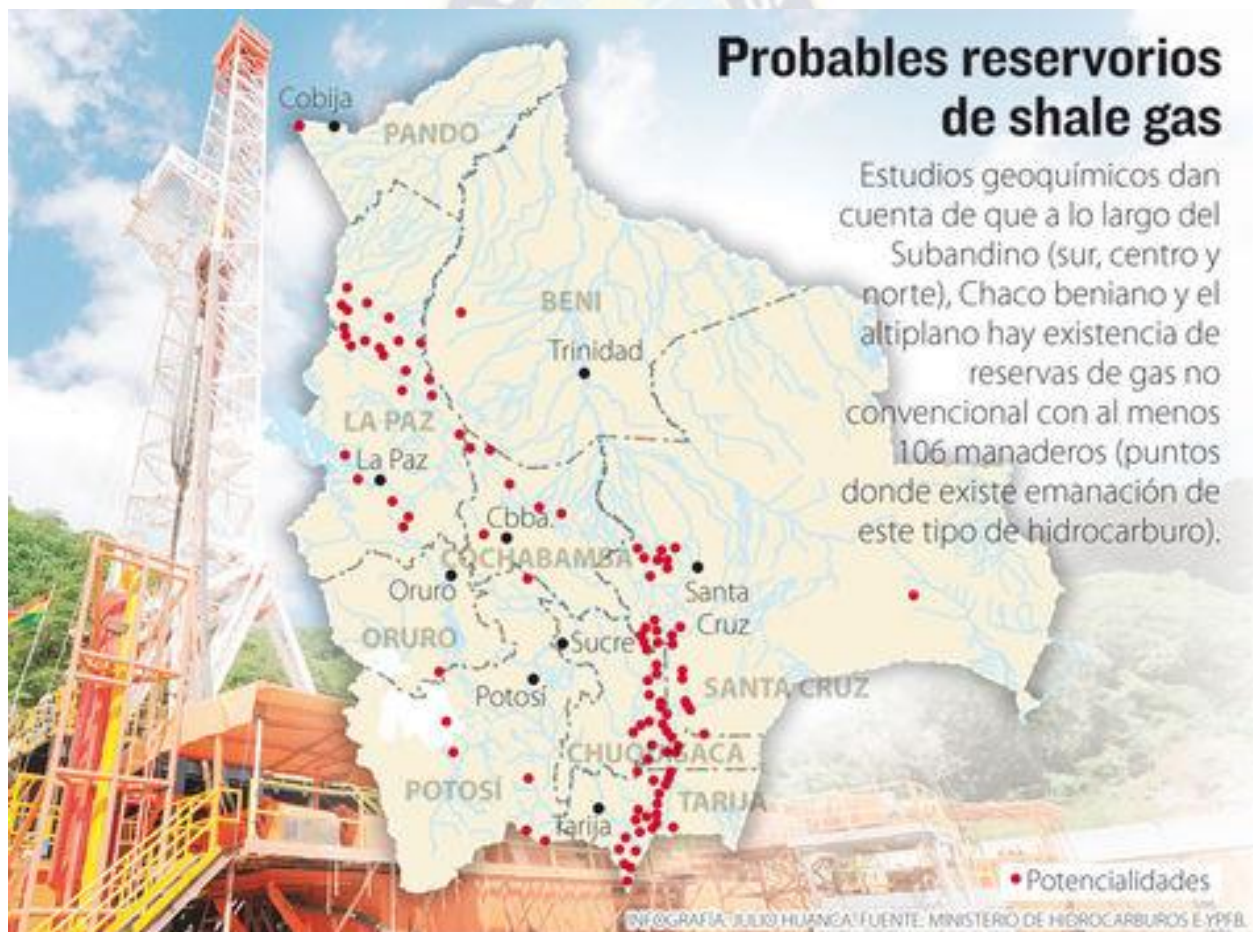 Probables reservorios
de shale gas
Estudios geoquímicos dan
cuenta de que a lo largo del
Subandino (sur, centro y
norte), Chaco beniano y el
altiplano hay existencia de
reservas de gas no
convencional con al menos
106 manaderos (puntos
donde existe emanación de
este tipo de hidrocarburo).
Cobija
PANDO
BENI
Trinidad
LA PAZ
La Paz
Cbba.
COCHABAMBA
Oruro
Santa
Cruz
ORURO
Sucre
Potosí
SANTA CRUZ
CHUQUISACA
POTOSÍ
TARIJA
Tarija
Potencialidades
INFOGRAFÍA: JULIO HUANCA. FUENTE: MINISTERIO DE HIDROCARBUROS E YPFB.